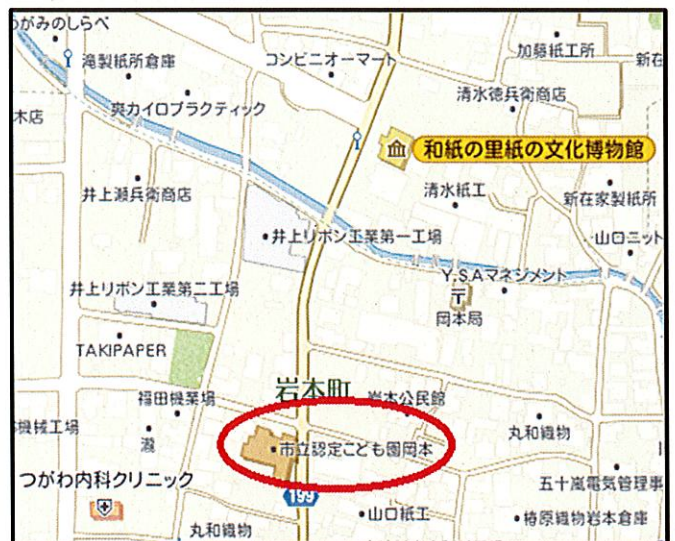 がみのしらべ
滝製紙所倉庫
コンビニオーマート
加藤紙工所
新在
木店
爽カイロプラクティック
清水徳兵衛商店
和紙の里紙の文化博物館
井上瀬兵衛商店
清水紙工
新在家製紙所
井上リボン工業第一工場
山口ニット
Y.S.Aマネジメント
井上リボン工業第二工場
岡本局
TAKIPAPER
岩本町
福田機業場
岩本公民館
機械工場
瀧
市立認定こども園岡本
丸和織物
つがわ内科クリニック
199
五十嵐電気管理事
山口紙工
椿原織物岩本倉庫
丸和織物